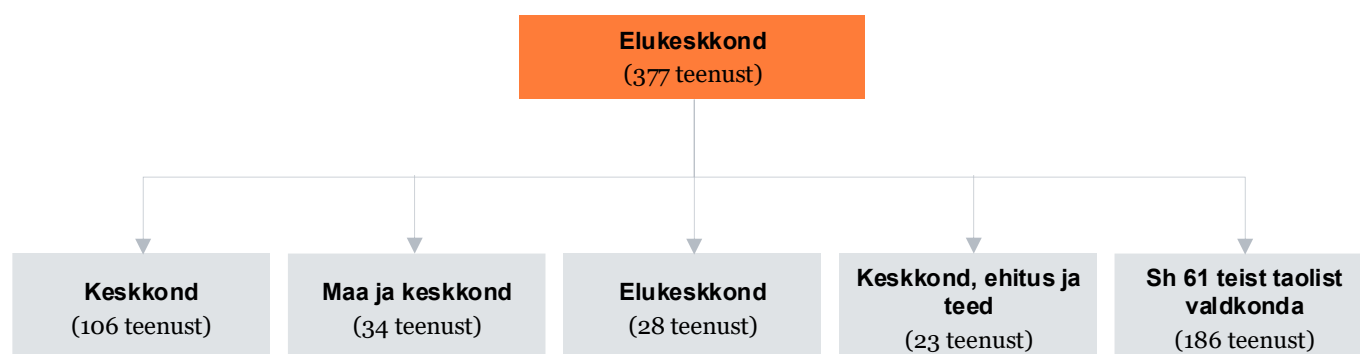 Elukeskkond
(377 teenust)
Keskkond
(106 teenust)
Maa ja keskkond
(34 teenust)
Elukeskkond
(28 teenust)
Keskkond, ehitus ja
teed
(23 teenust)
Sh 61 teist taolist
valdkonda
(186 teenust)